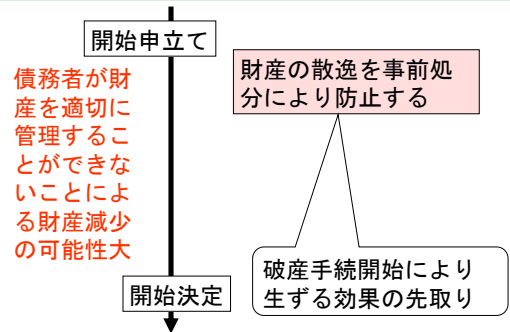 開始申立て
債務者が財
産を適切に
管理するこ
とができな
いことによ
る財産減少
の可能性大
財産の散逸を事前処
分により防止する
破産手続開始により
生ずる効果の先取り
開始決定